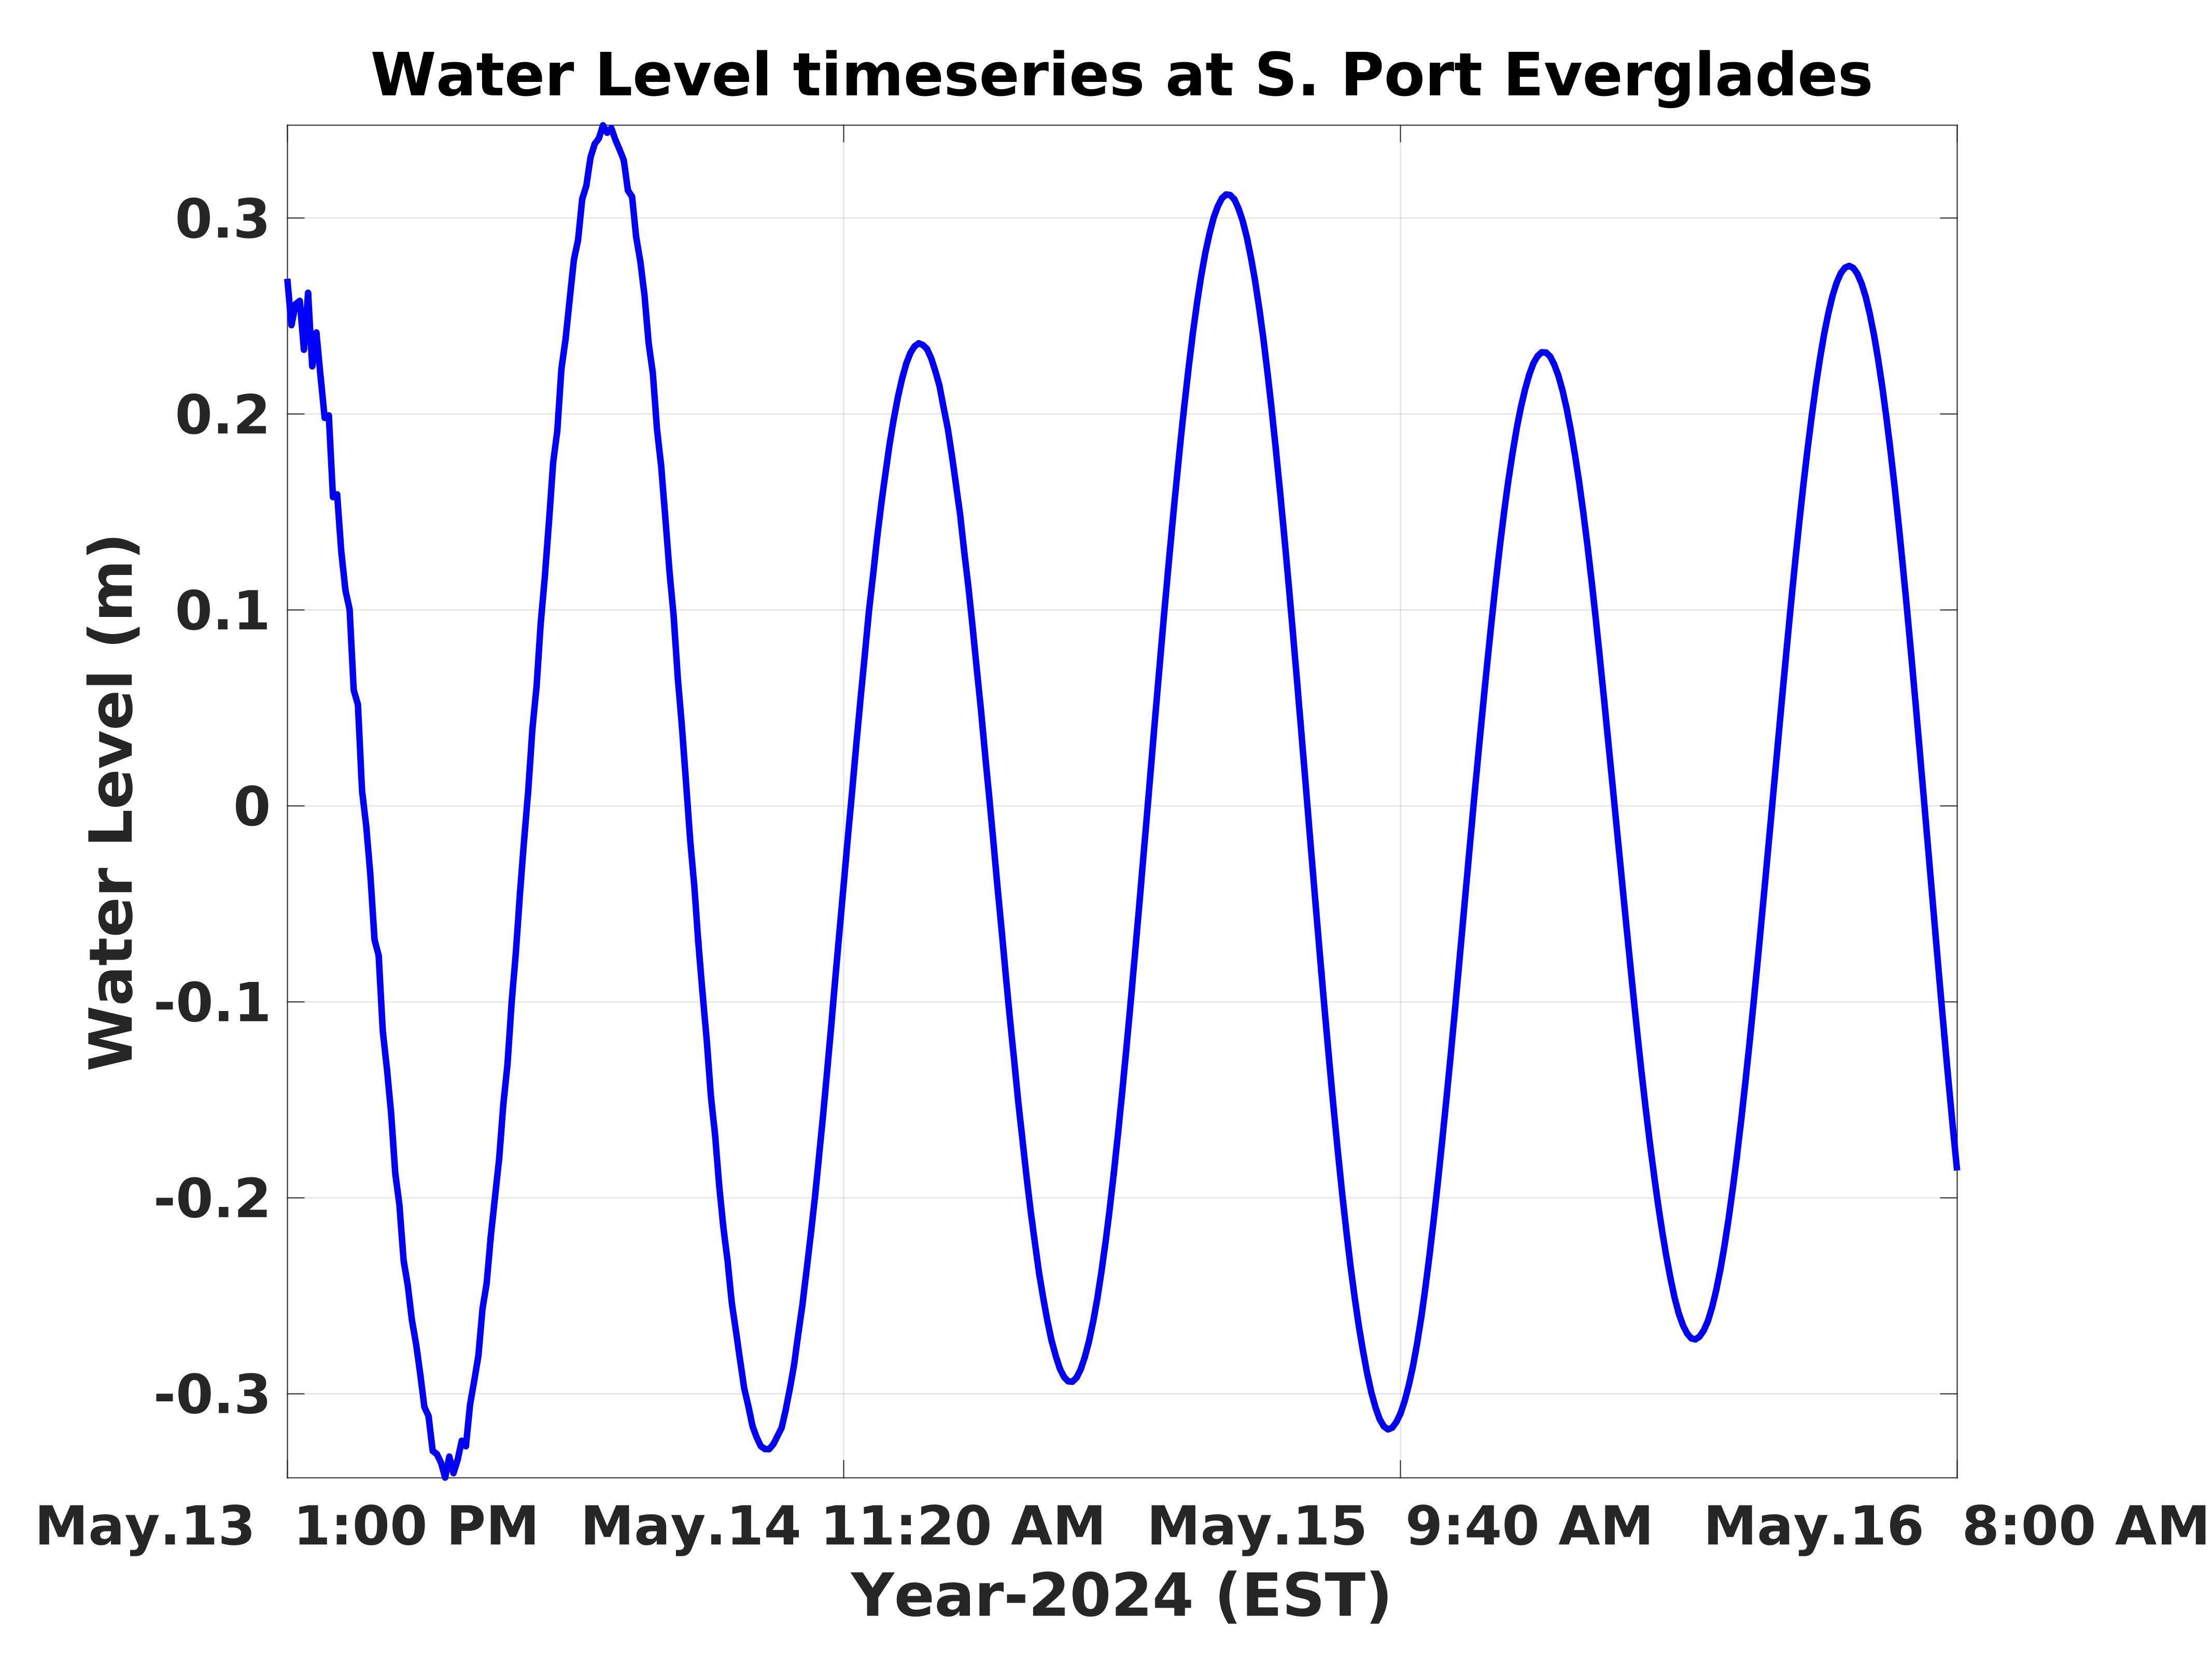 Water Level timeseries at S. Port Everglades
Water Level (m)
0.3
0.2
0.1
0
-0.1
-0.2
-0.3
May.13  1:00 PM May.14 11:20 AM May.15  9:40 AM May.16  8:00 AM
Year-2024 (EST)